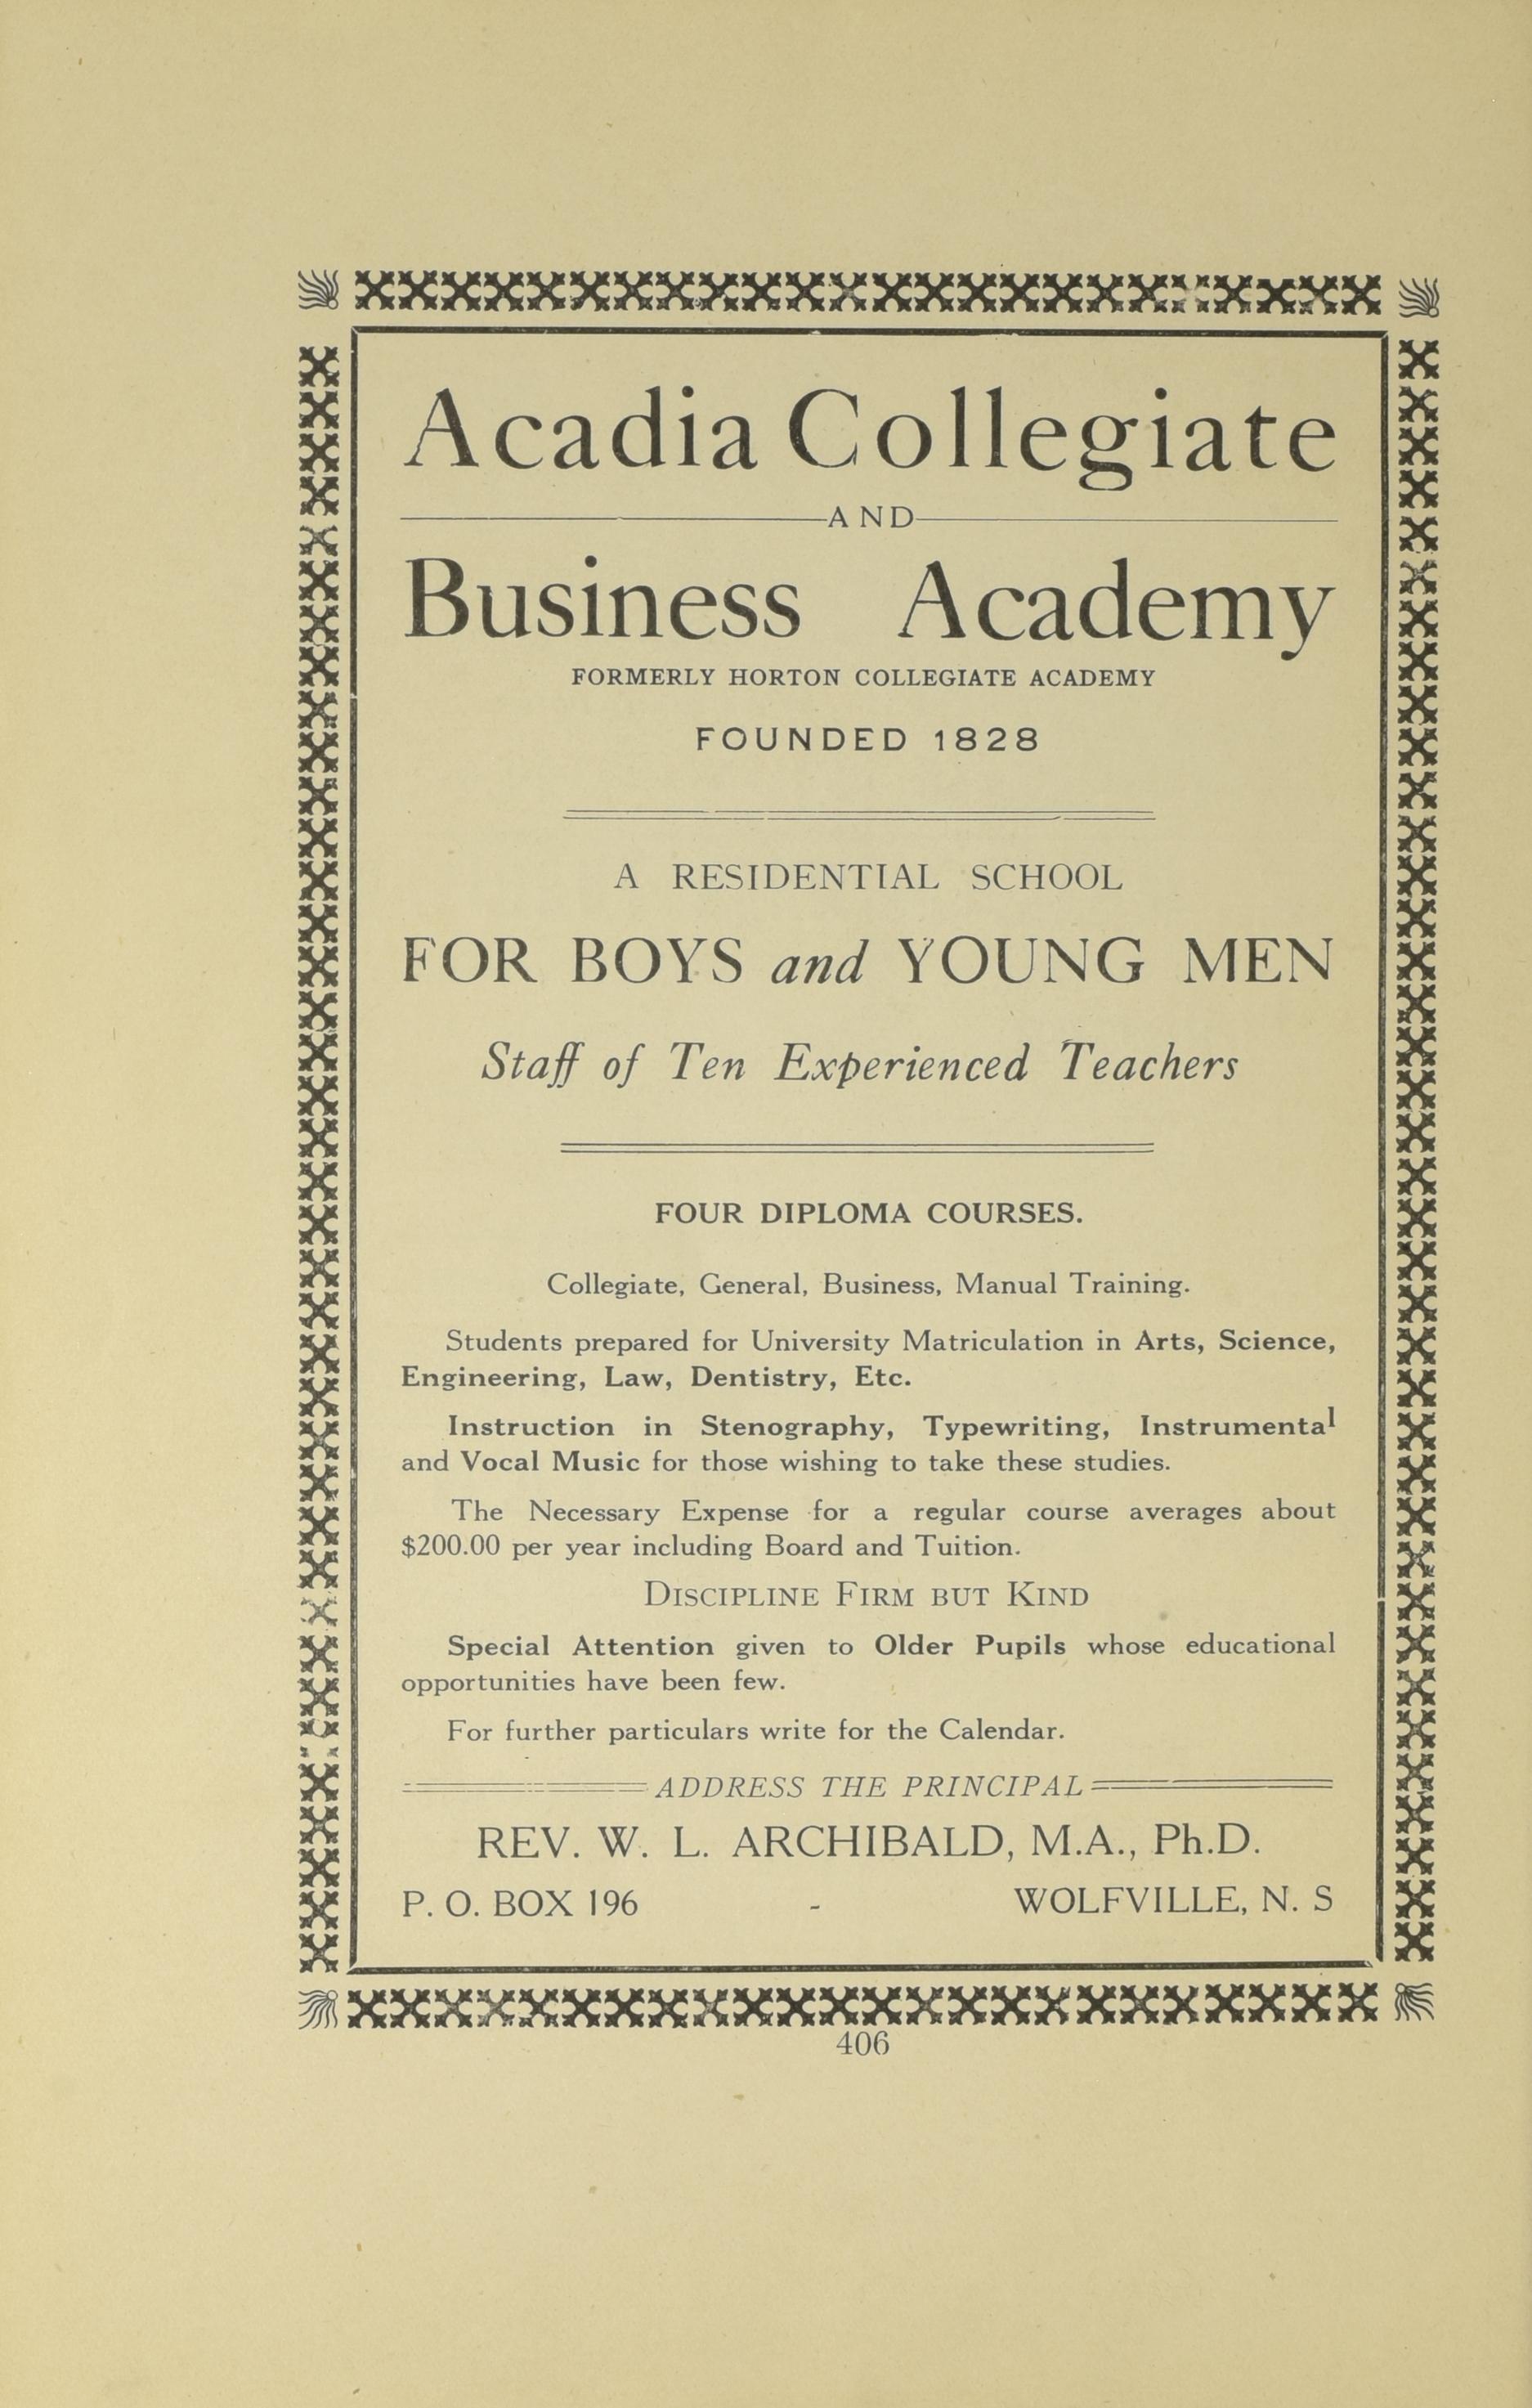 Acadia Collegiate
AND
Business Academy
FORMERLY HORTON COLLEGIATE ACADEMY
FOUNDED 1828
A RESIDENTIAL SCHOOL
FOR BOYS and YOUNG MEN
Staff of Ten Experienced Teachers
FOUR DIPLOMA COURSES.
Collegiate, General, Business, Manual Training.
Students prepared for University Matriculation in Arts, Science,
Engineering, Law, Dentistry, Etc.
Instruction in Stenography, Typewriting, Instrumental
and Vocal Music for those wishing to take these studies.
The Necessary Expense for a regular course averages about
$200.00 per year including Board and Tuition.
DISCIPLINE FIRM BUT KIND
Special Attention given to Older Pupils whose educational
opportunities have been few.
For further particulars write for the Calendar.
ADDRESS THE PRINCIPAL
REV. W. L. ARCHIBALD, M.A., Ph.D.
P. O. BOX 196 - WOLFVILLE, N. S
406